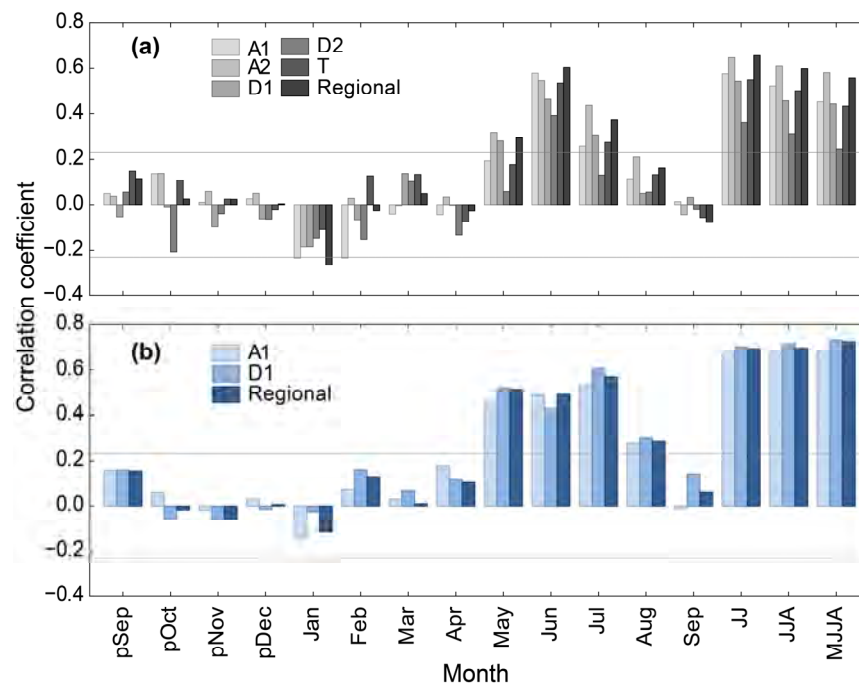 0.8
(a)
A1
A2
D1
D2
T
Regional
0.6
0.4
0.2
0.0
−0.2
−0.4
Correlation coefficient
0.8
(b)
A1
D1
Regional
0.6
0.4
0.2
0.0
−0.2
−0.4
pSep
pOct
pNov
pDec
Jan
Feb
Mar
Apr
May
Jun
Jul
Aug
Sep
JJ
JJA
MJJA
Month